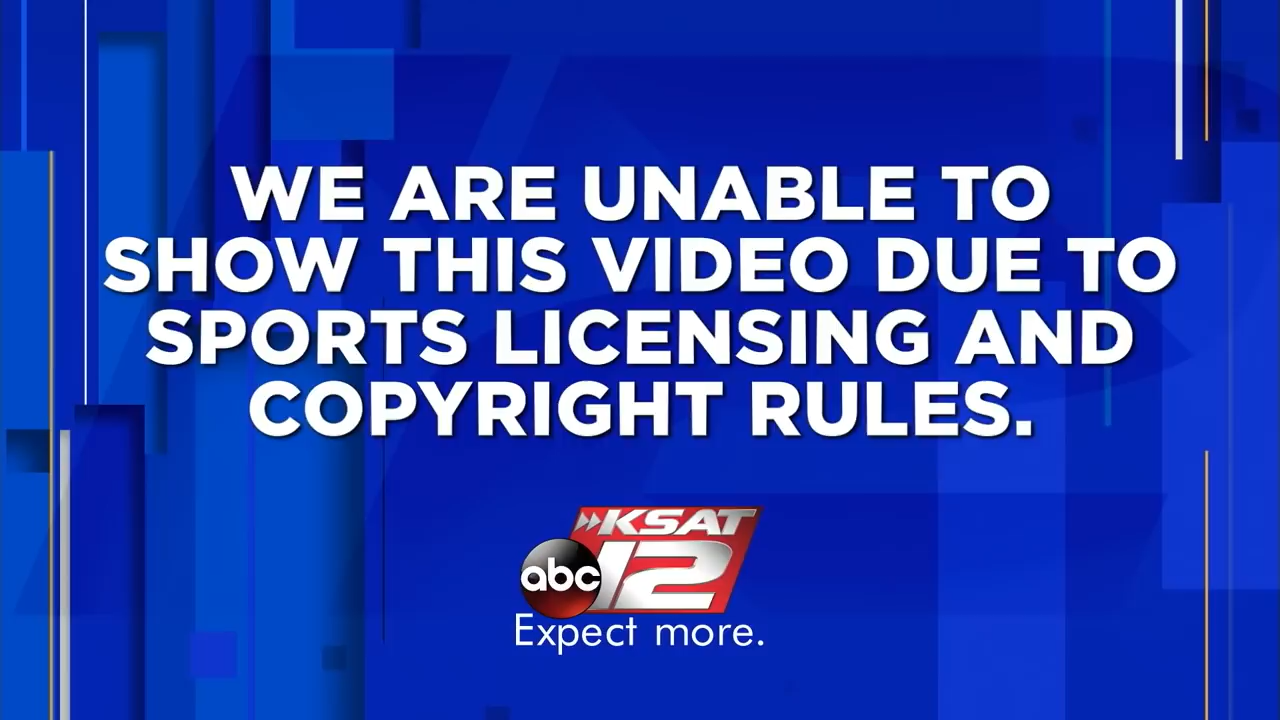 WE ARE UNABLE TO
SHOW THIS VIDEO DUE TO
SPORTS LICENSING AND
COPYRIGHT RULES.
KSAT
abc 12
Expect more.